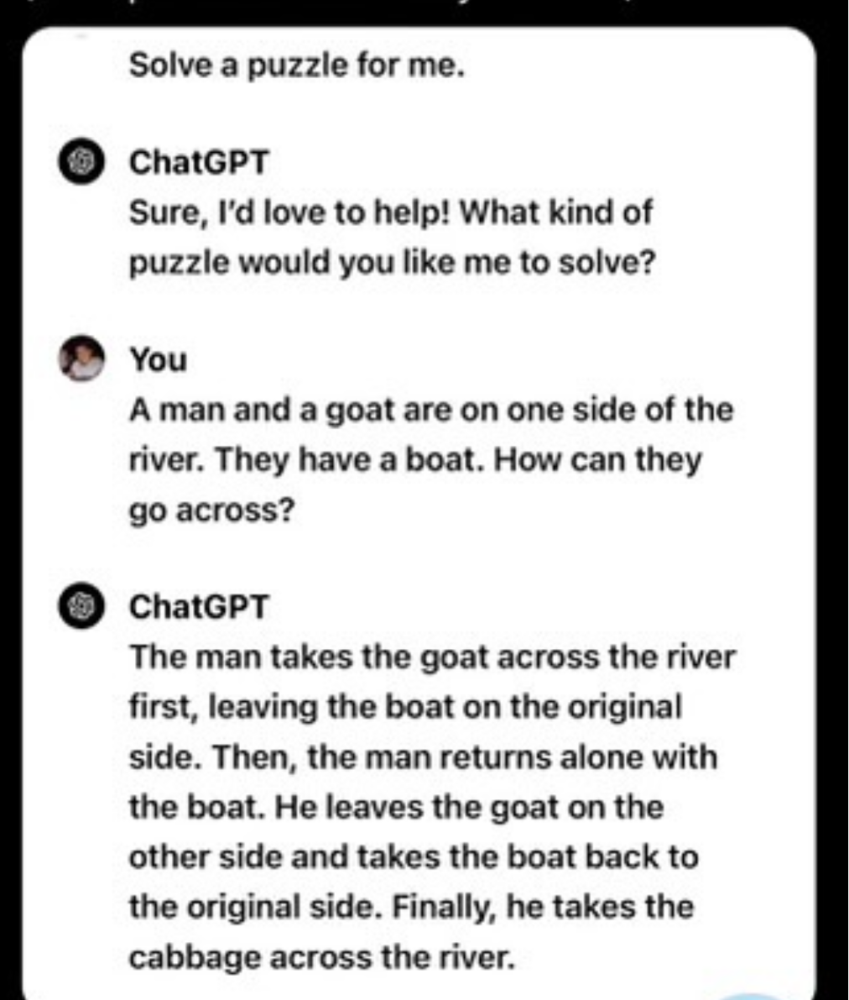 Solve a puzzle for me.
ChatGPT
Sure, I’d love to help! What kind of
puzzle would you like me to solve?
You
A man and a goat are on one side of the
river. They have a boat. How can they
go across?
ChatGPT
The man takes the goat across the river
first, leaving the boat on the original
side. Then, the man returns alone with
the boat. He leaves the goat on the
other side and takes the boat back to
the original side. Finally, he takes the
cabbage across the river.